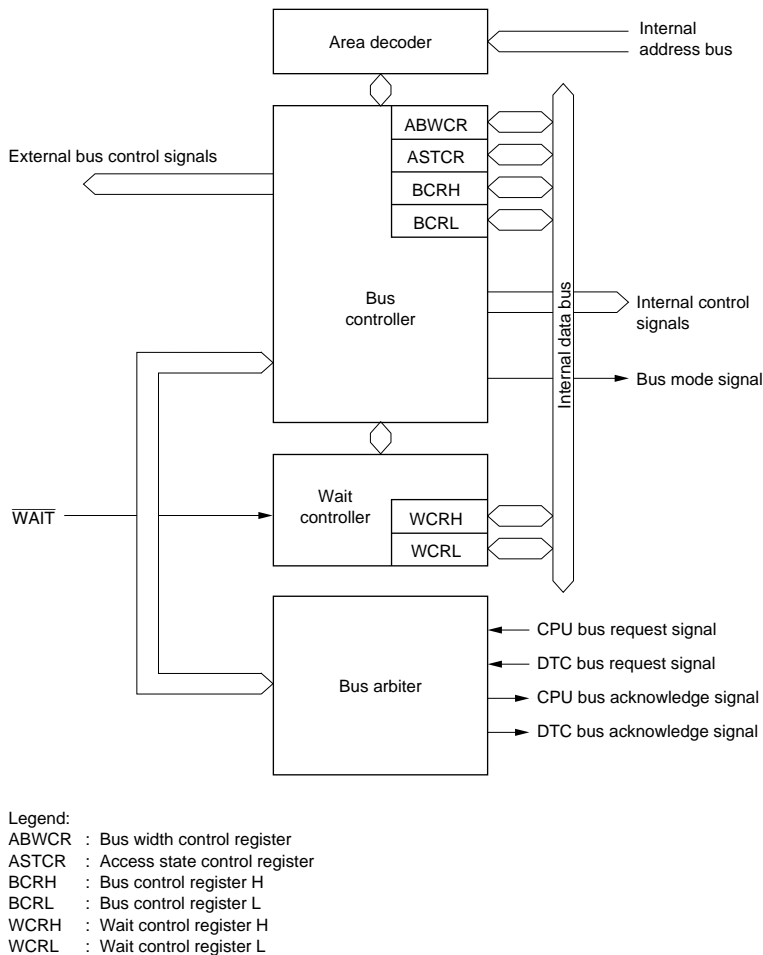 Area decoder
Internal
address bus
ABWCR
External bus control signals
ASTCR
BCRH
BCRL
Bus
controller
Internal control
signals
Internal data bus
Bus mode signal
Wait
controller
WAIT
WCRH
WCRL
CPU bus request signal
DTC bus request signal
Bus arbiter
CPU bus acknowledge signal
DTC bus acknowledge signal
Legend:
ABWCR : Bus width control register
ASTCR : Access state control register
BCRH : Bus control register H
BCRL : Bus control register L
WCRH : Wait control register H
WCRL : Wait control register L